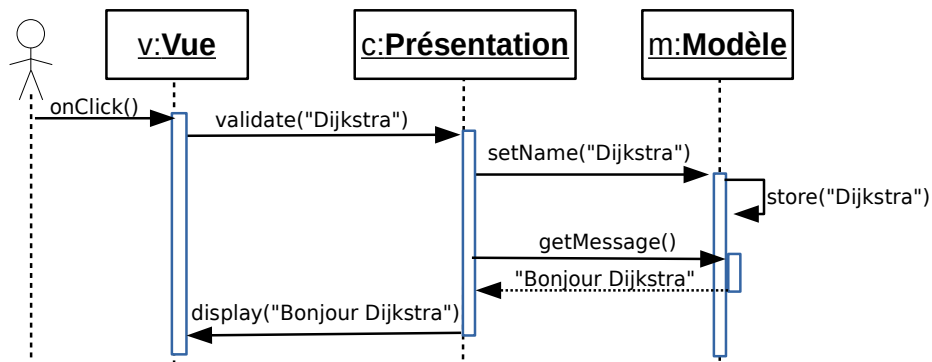 v:Vue
c:Présentation
m:Modèle
onClick()
validate("Dijkstra")
setName("Dijkstra")
store("Dijkstra")
getMessage()
"Bonjour Dijkstra"
display("Bonjour Dijkstra")